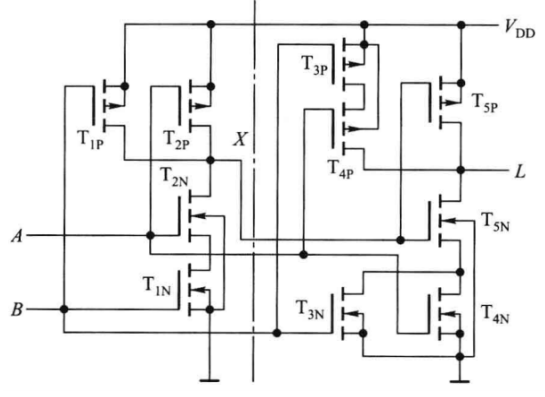 V_DD
T_3P
T_1P
T_2P
T_5P
X
T_4P
L
T_2N
A
T_5N
T_1N
B
T_3N
T_4N